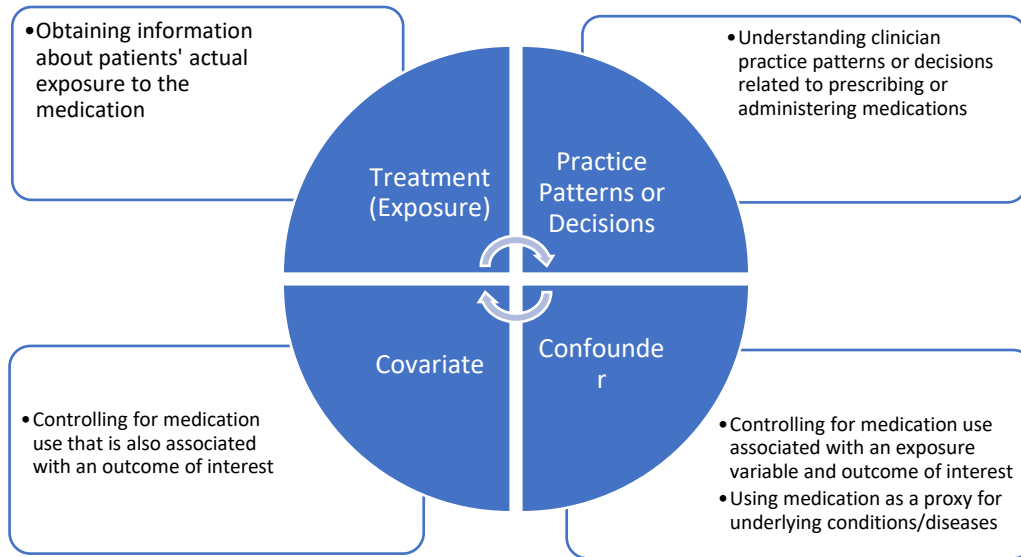 •Obtaining information
about patients' actual
exposure to the
medication
•Understanding clinician
practice patterns or decisions
related to prescribing or
administering medications
Treatment
(Exposure)
Practice
Patterns or
Decisions
Covariate
Confounde
r
•Controlling for medication
use that is also associated
with an outcome of interest
•Controlling for medication use
associated with an exposure
variable and outcome of interest
•Using medication as a proxy for
underlying conditions/diseases